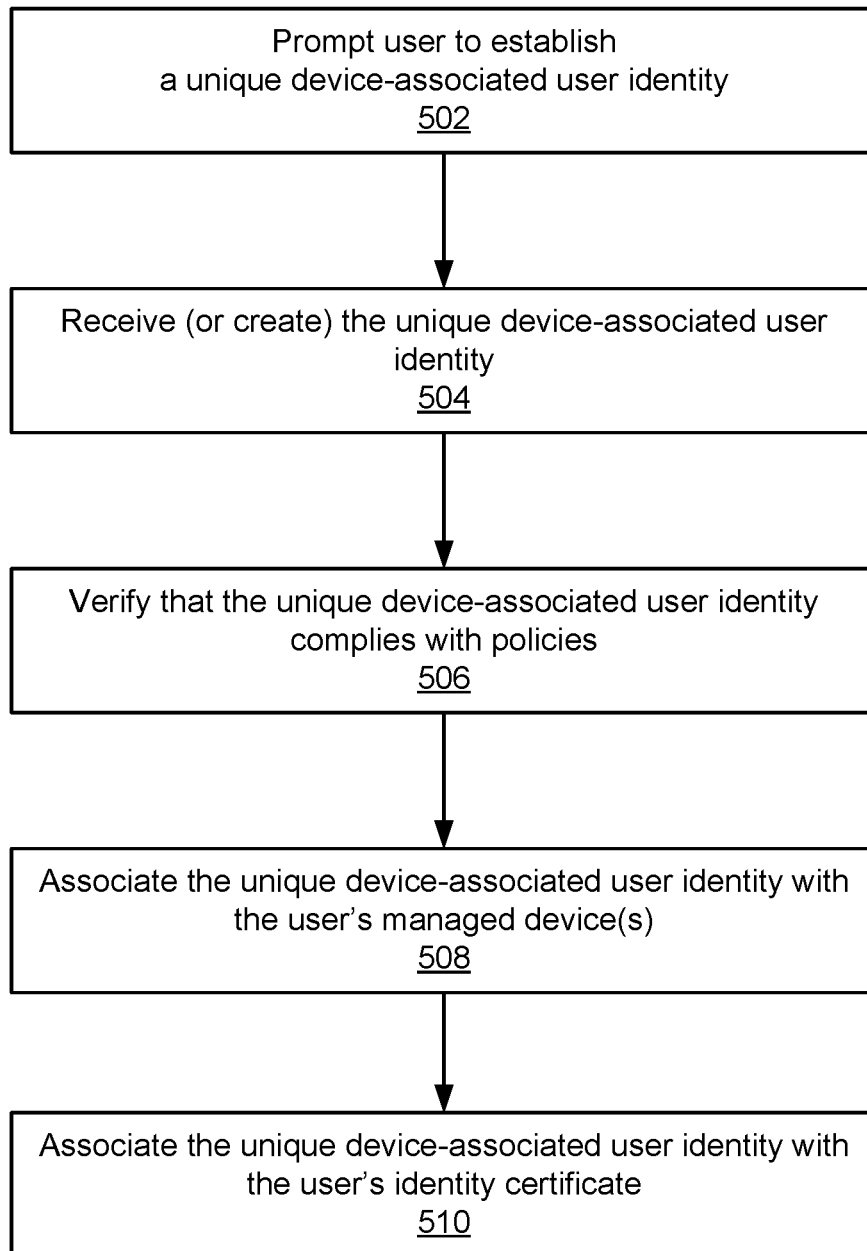 Prompt user to establish
a unique device-associated user identity
502
Receive (or create) the unique device-associated user
identity
504
Verify that the unique device-associated user identity
complies with policies
506
Associate the unique device-associated user identity with
the user’s managed device(s)
508
Associate the unique device-associated user identity with
the user’s identity certificate
510